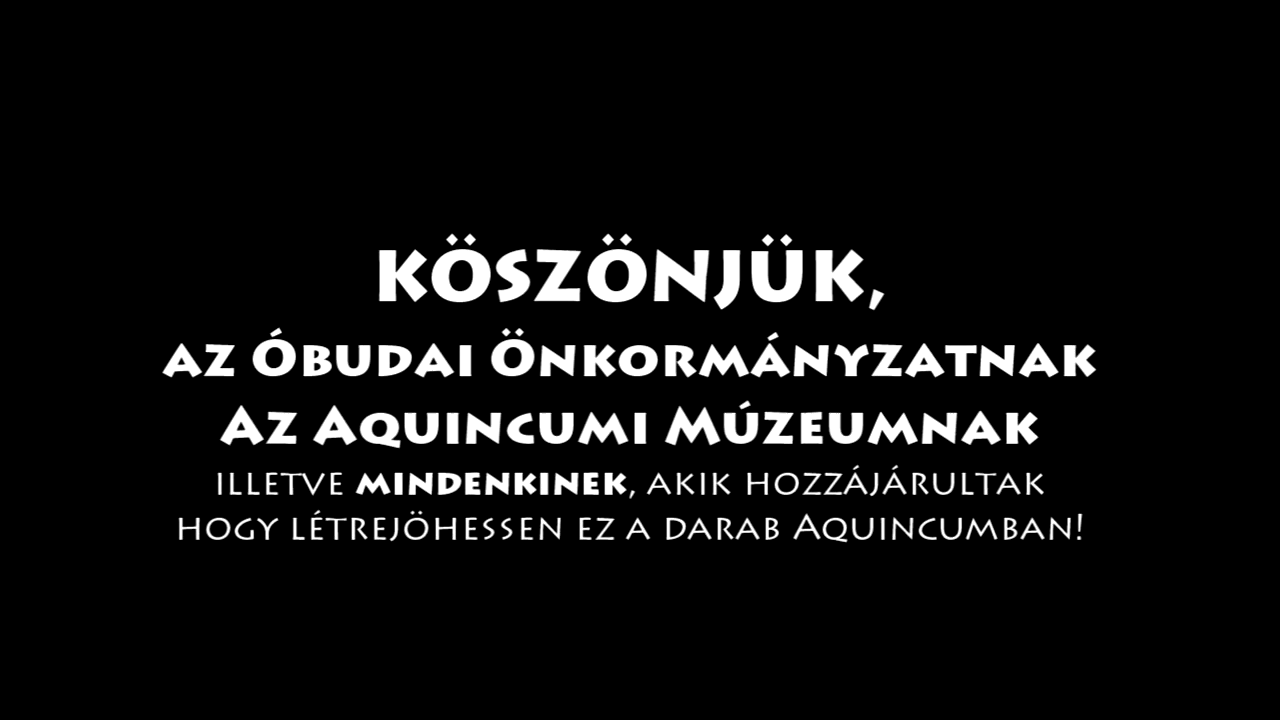 KÖSZÖNJÜK,
AZ ÓBUDAI ÖNKORMÁNYZATNAK
AZ AQUINCUMI MÚZEUMNAK
ILLETVE MINDENKINEK, AKIK HOZZÁJÁRULTAK
HOGY LÉTREJÖHESSEN EZ A DARAB AQUINCUMBAN!